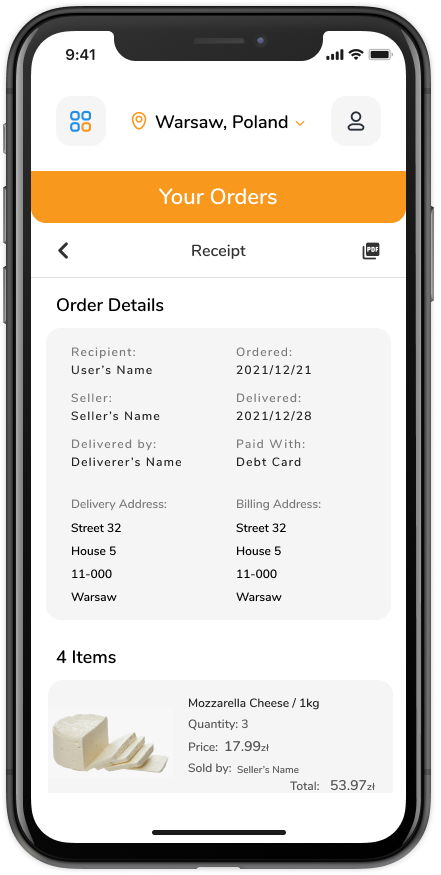 9:41
Warsaw, Poland
Your Orders
Receipt
PDF
Order Details
Recipient:
User's Name
Ordered:
2021/12/21
Seller:
Seller's Name
Delivered:
2021/12/28
Delivered by:
Deliverer's Name
Paid With:
Debt Card
Delivery Address:
Street 32
House 5
11-000
Warsaw
Billing Address:
Street 32
House 5
11-000
Warsaw
4 Items
Mozzarella Cheese / 1kg
Quantity: 3
Price: 17.99zł
Sold by: Seller's Name
Total: 53.97zł